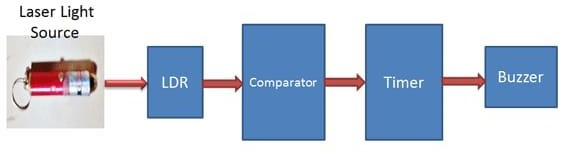 Laser Light
Source
LDR
Comparator
Timer
Buzzer